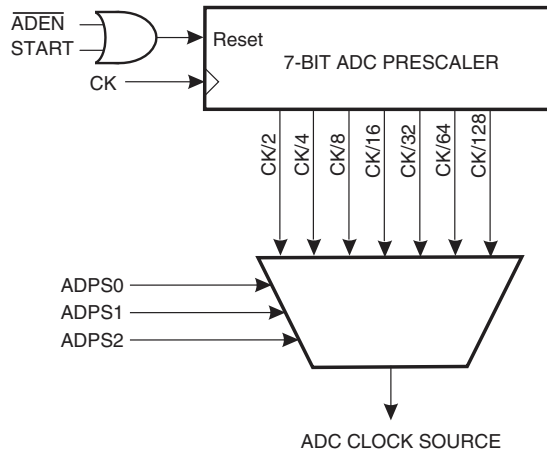 ADEN
START
Reset
7-BIT ADC PRESCALER
CK
CK/2
CK/4
CK/8
CK/16
CK/32
CK/64
CK/128
ADPS0
ADPS1
ADPS2
ADC CLOCK SOURCE